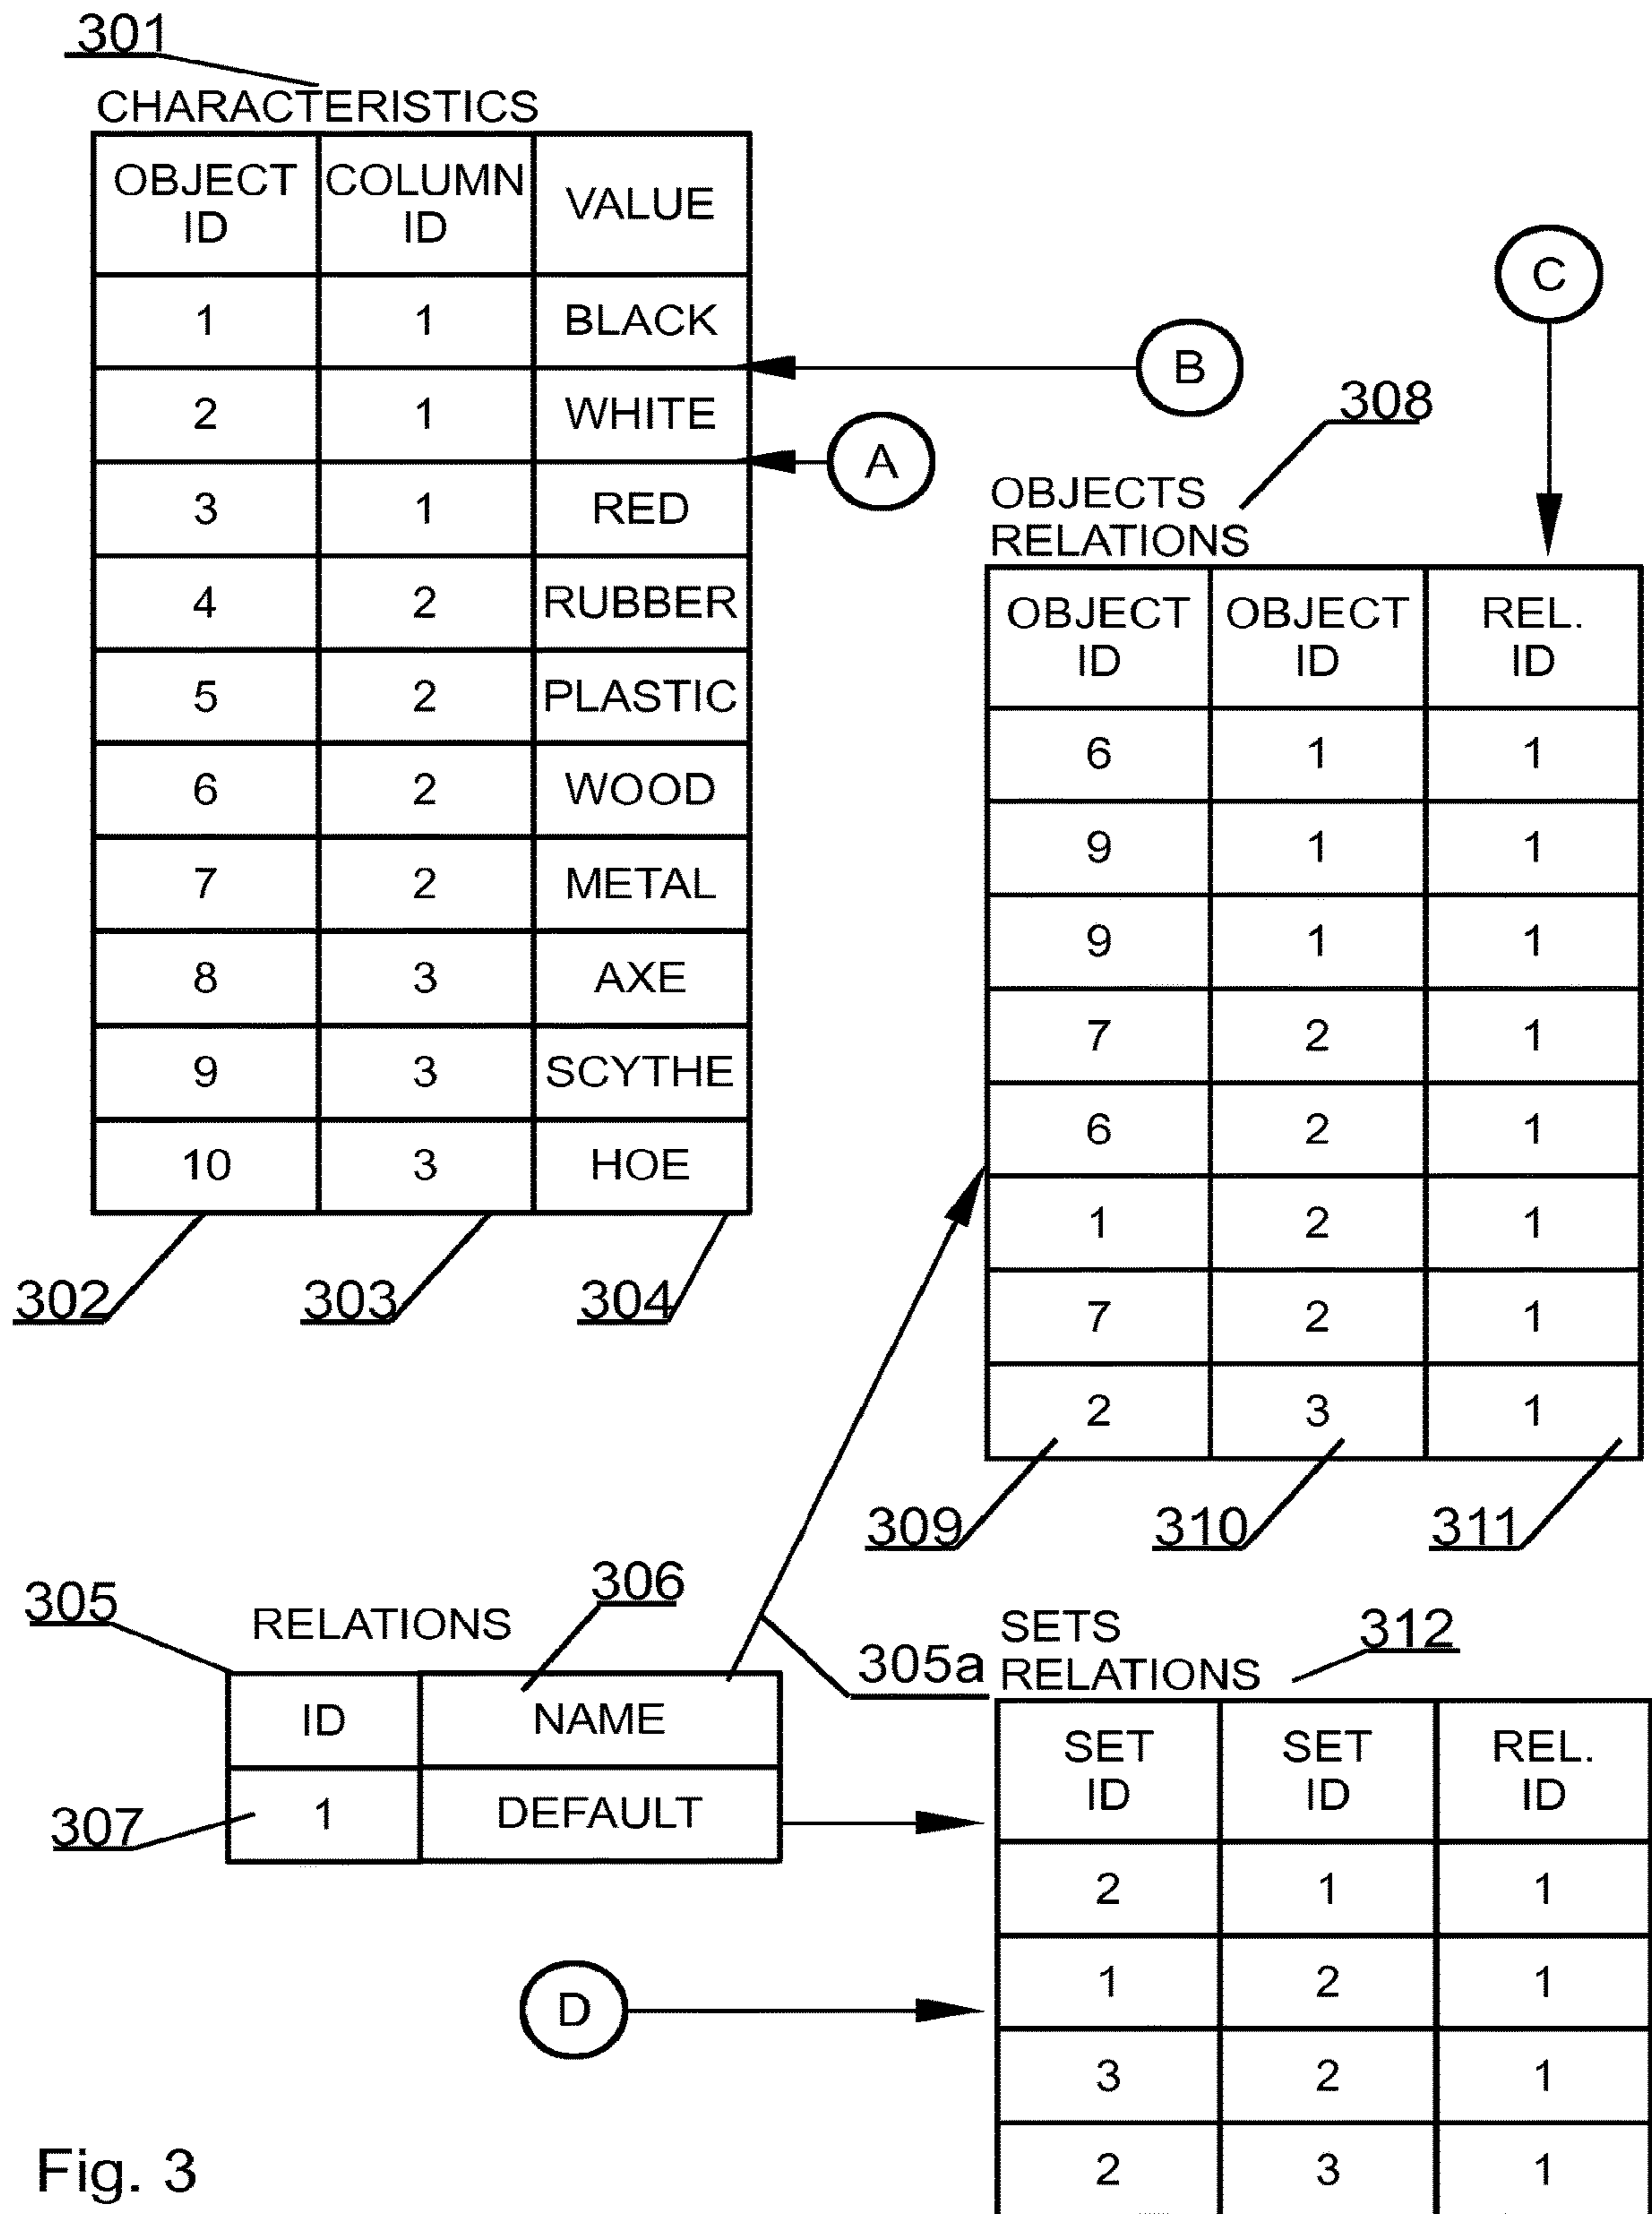 301
CHARACTERISTICS
OBJECT ID COLUMN ID VALUE
1 1 BLACK
2 1 WHITE
3 1 RED
4 2 RUBBER
5 2 PLASTIC
6 2 WOOD
7 2 METAL
8 3 AXE
9 3 SCYTHE
10 3 HOE
302 303 304
B
A
C
308
OBJECTS
RELATIONS
OBJECT ID OBJECT ID REL. ID
6 1 1
9 1 1
9 1 1
7 2 1
6 2 1
1 2 1
7 2 1
2 3 1
309 310 311
305
RELATIONS
306
ID NAME
1 DEFAULT
307
305a
SETS
RELATIONS
312
SET ID SET ID REL. ID
2 1 1
1 2 1
3 2 1
2 3 1
D
Fig. 3